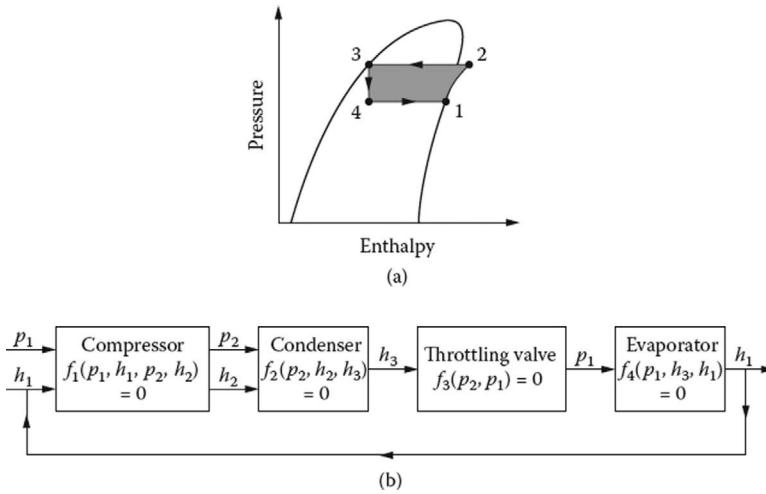 Pressure
3
2
4
1
Enthalpy
(a)
p₁
h₁
Compressor
f₁(p₁, h₁, p₂, h₂)
= 0
p₂
h₂
Condenser
f₂(p₂, h₂, h₃)
= 0
h₃
Throttling valve
f₃(p₂, p₁) = 0
p₁
Evaporator
f₄(p₁, h₃, h₁)
= 0
h₁
(b)